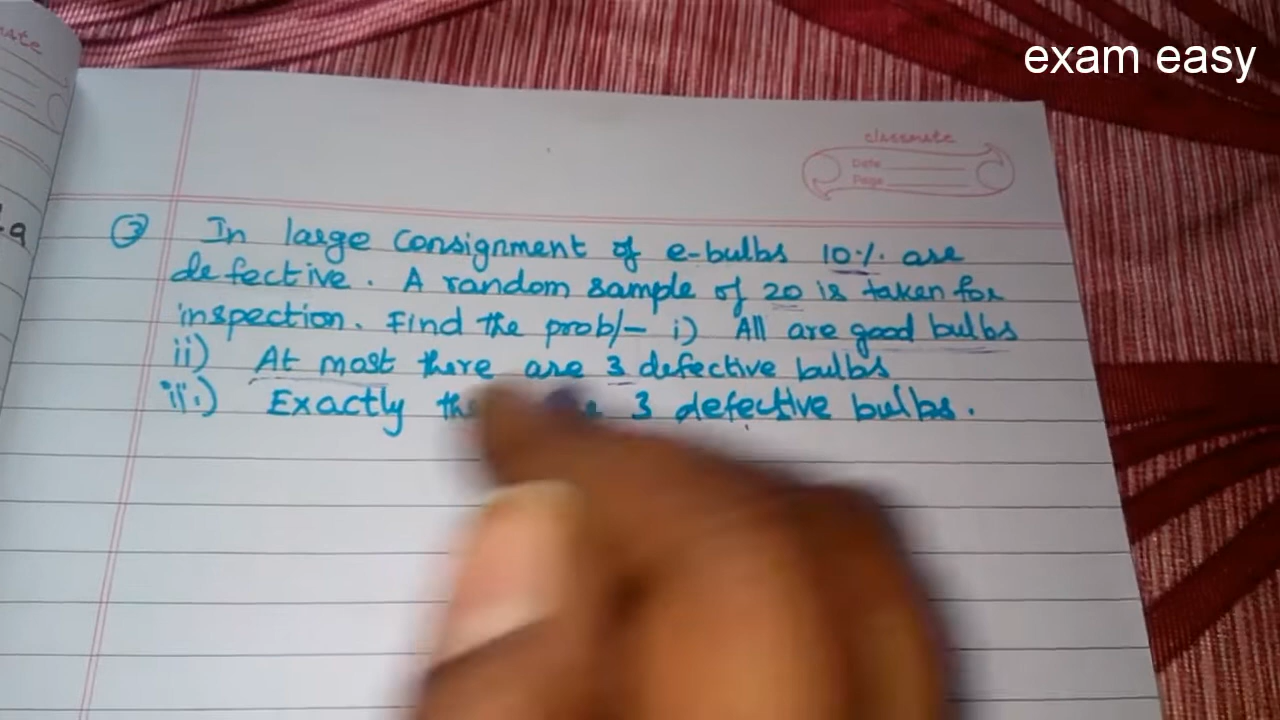 exam easy
classmate
Date
Page
③ In large consignment of e-bulbs 10% are
defective. A random sample of 20 is taken for
inspection. Find the prob/- i) All are good bulbs
ii) At most there are 3 defective bulbs
iii) Exactly 3 defective bulbs.